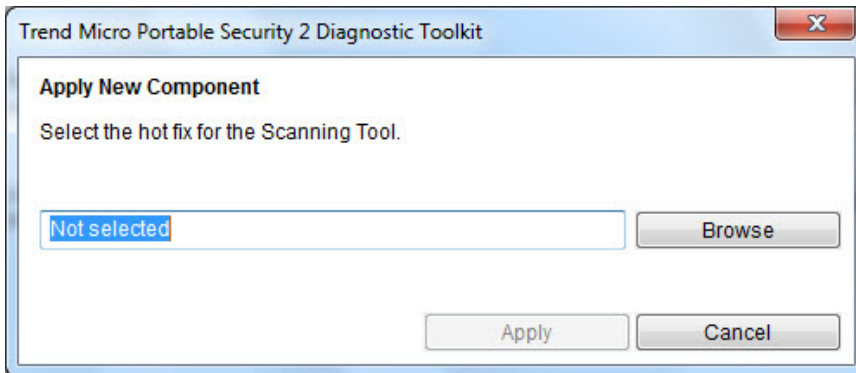 Trend Micro Portable Security 2 Diagnostic Toolkit
Apply New Component
Select the hot fix for the Scanning Tool.
Not selected
Browse
Apply
Cancel